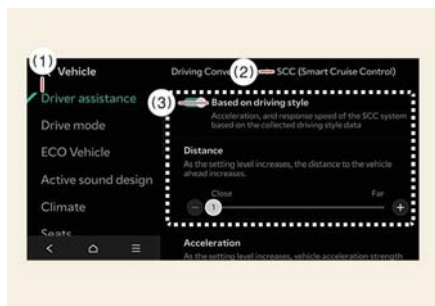 (1)
Vehicle
Driving Conve (2) SCC (Smart Cruise Control)
Driver assistance
Drive mode
ECO Vehicle
Active sound design
Climate
Seats
(3) Based on driving style
Acceleration, and response speed of the SCC system
based on the collected driving style data
Distance
As the setting level increases, the distance to the vehicle
ahead increases.
Close
Far
1
Acceleration
As the setting level increases, vehicle acceleration strength